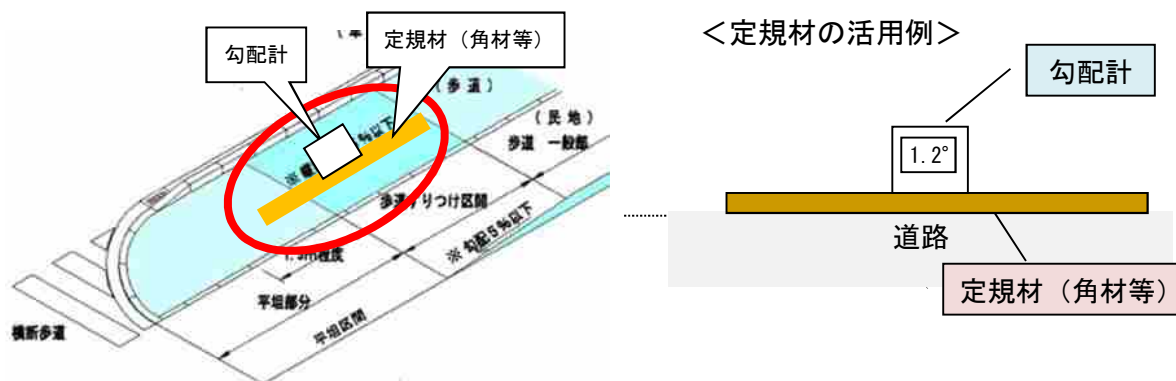 勾配計
定規材（角材等）
（歩道）
（民地）
歩道 一般部
％以下
歩道すりつけ区間
※ 勾配5％以下
平坦部分
平坦区間
横断歩道
＜定規材の活用例＞
勾配計
1.2°
道路
定規材（角材等）